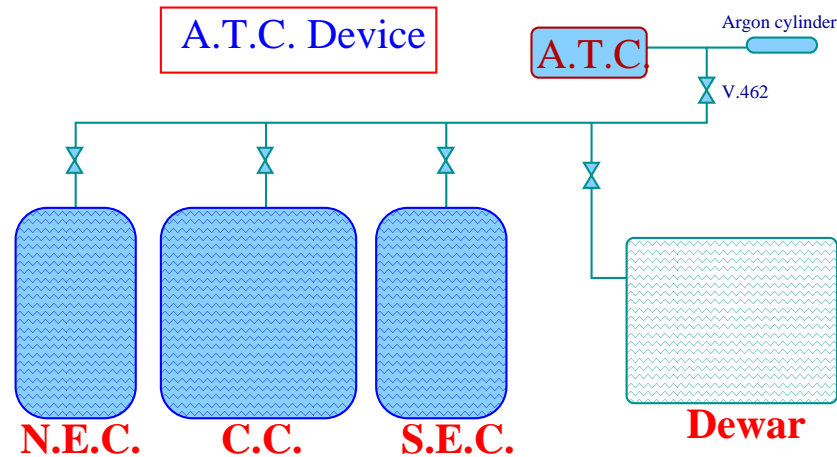 A.T.C. Device
Argon cylinder
A.T.C.
V.462
N.E.C.
C.C.
S.E.C.
Dewar